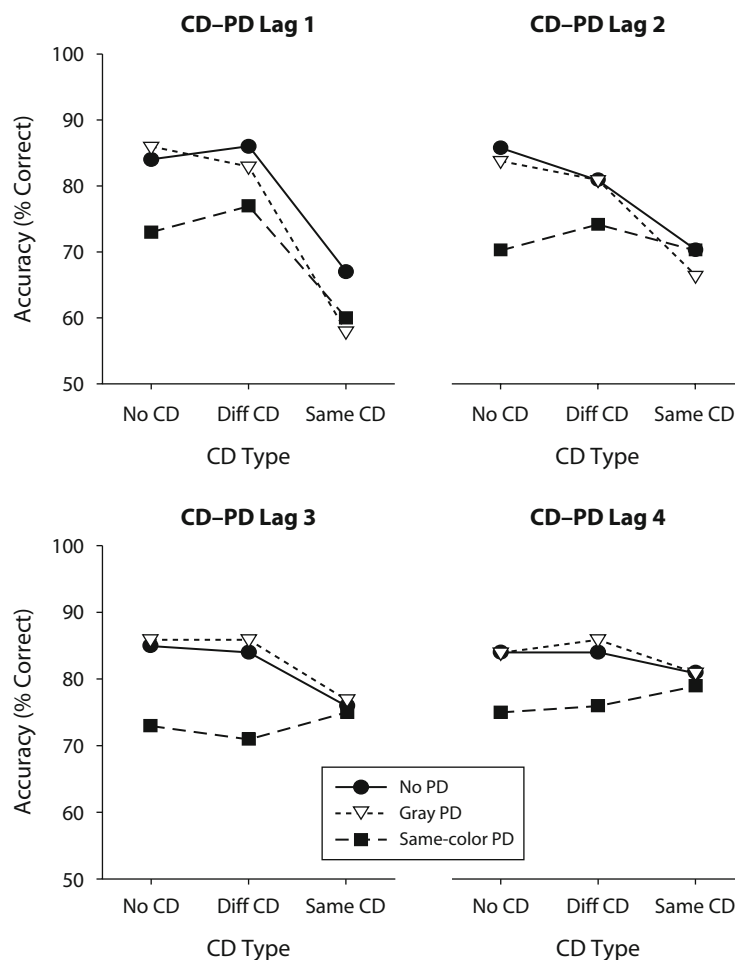 CD–PD Lag 1
CD–PD Lag 2
100
90
80
70
60
50
Accuracy (% Correct)
No CD Diff CD Same CD
No CD Diff CD Same CD
CD Type
CD Type
CD–PD Lag 3
CD–PD Lag 4
100
90
80
70
60
50
Accuracy (% Correct)
No PD
Gray PD
Same-color PD
No CD Diff CD Same CD
No CD Diff CD Same CD
CD Type
CD Type